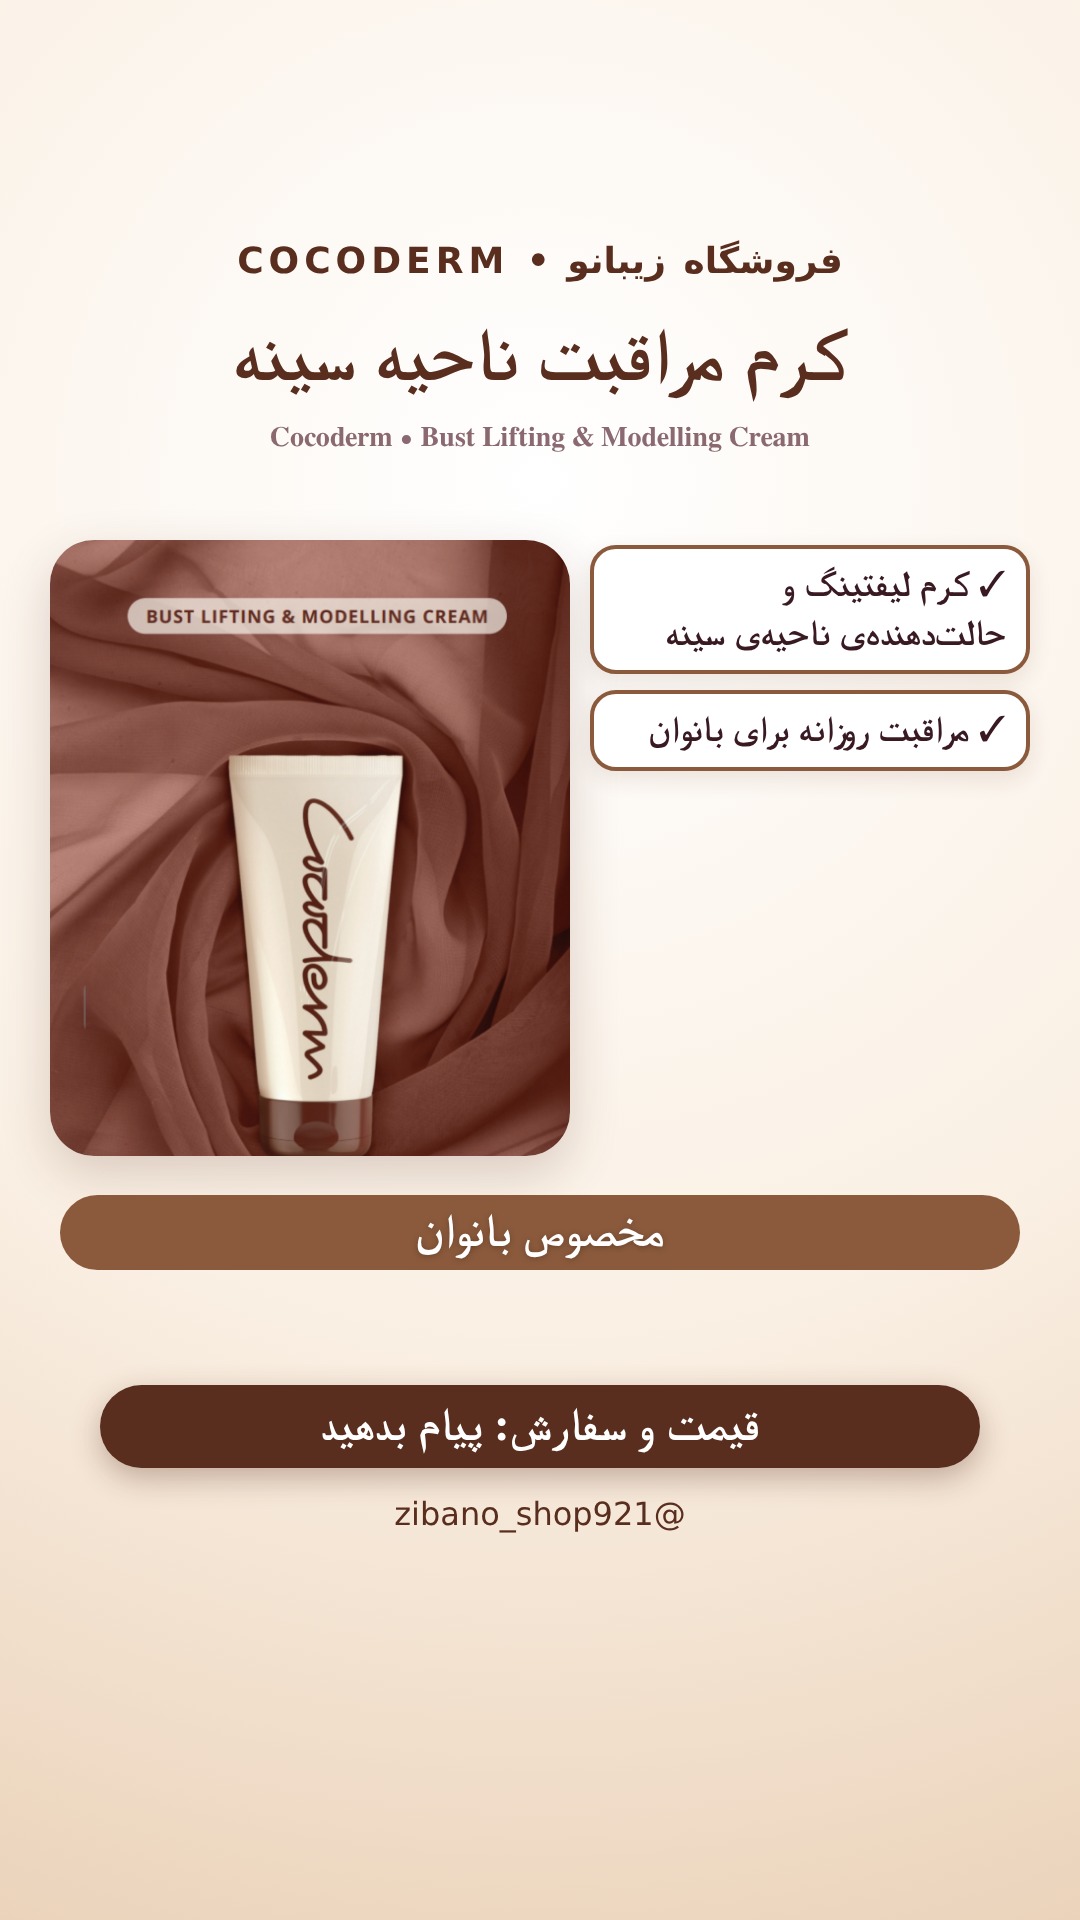 فروشگاه زیبانو • COCODERM
کرم مراقبت ناحیه سینه
Cocoderm • Bust Lifting & Modelling Cream
✓ کرم لیفتینگ و
حالت‌دهنده‌ی ناحیه‌ی سینه
✓ مراقبت روزانه برای بانوان
BUST LIFTING & MODELLING CREAM
Cocoderm
مخصوص بانوان
قیمت و سفارش: پیام بدهید
zibano_shop921@